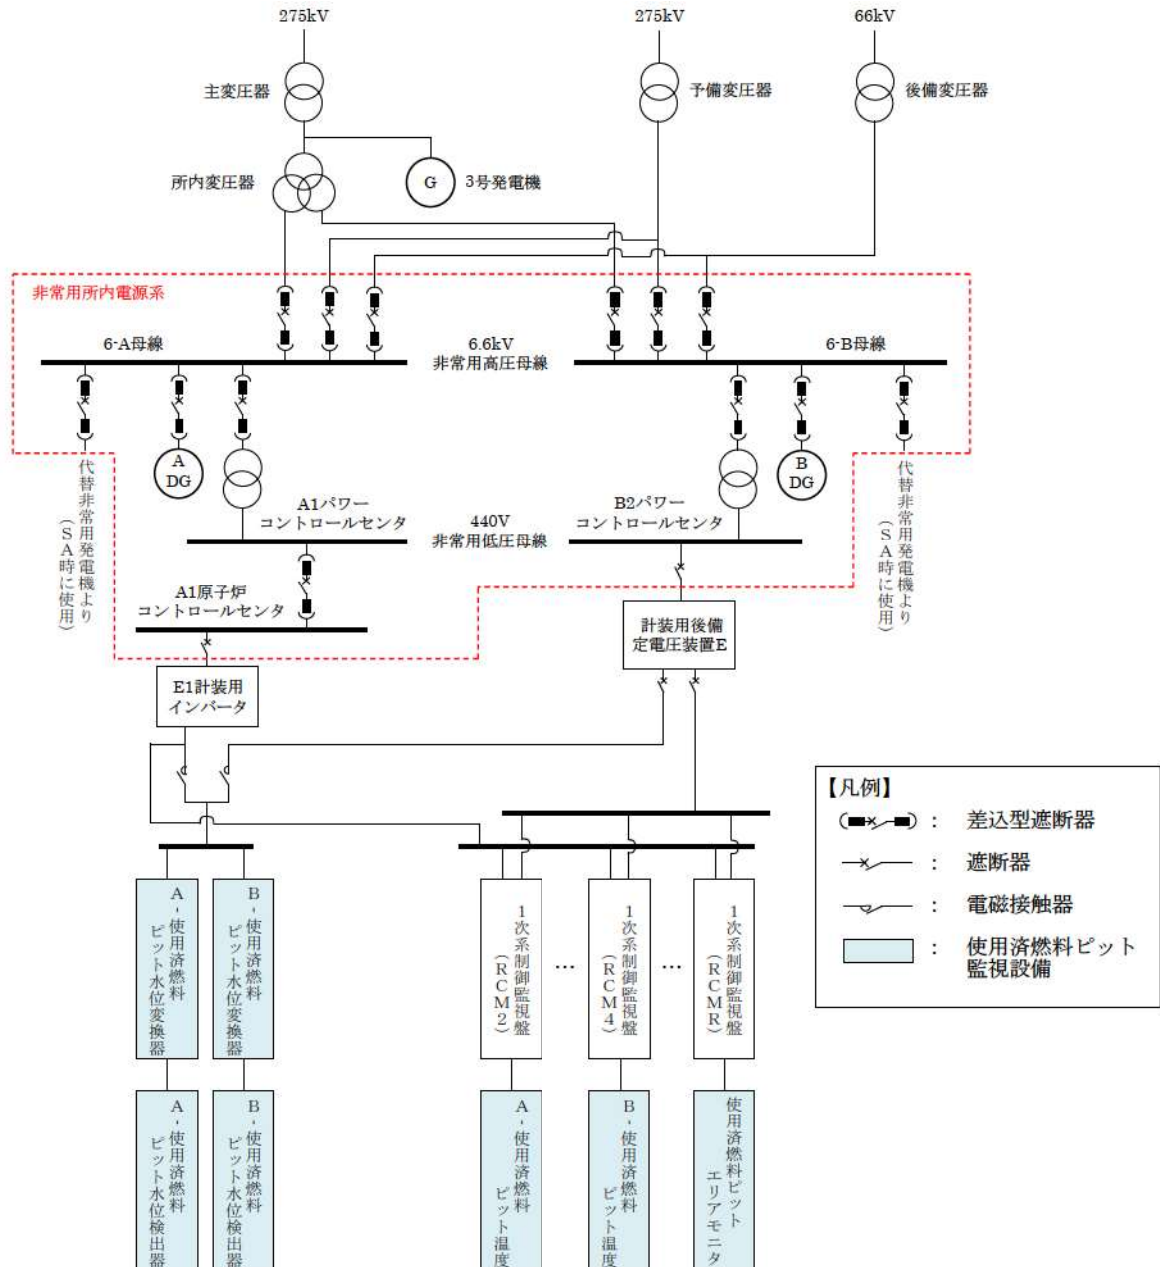 275kV
275kV
66kV
主変圧器
予備変圧器
後備変圧器
所内変圧器
G
3号発電機
非常用所内電源系
6-A母線
6.6kV
非常用高圧母線
6-B母線
A
DG
B
DG
代替非常用発電機より
(SA時に使用)
A1パワー
コントロールセンタ
440V
非常用低圧母線
B2パワー
コントロールセンタ
代替非常用発電機より
(SA時に使用)
A1原子炉
コントロールセンタ
計装用後備
定電圧装置E
E1計装用
インバータ
【凡例】
: 差込型遮断器
: 遮断器
: 電磁接触器
: 使用済燃料ピット
監視設備
A-使用済燃料
ピット水位変換器
B-使用済燃料
ピット水位変換器
1次系制御監視盤
(RCM2)
…
1次系制御監視盤
(RCM4)
…
1次系制御監視盤
(RCMR)
A-使用済燃料
ピット水位検出器
B-使用済燃料
ピット水位検出器
A-使用済燃料
ピット温度
B-使用済燃料
ピット温度
使用済燃料ピット
エリアモニタ